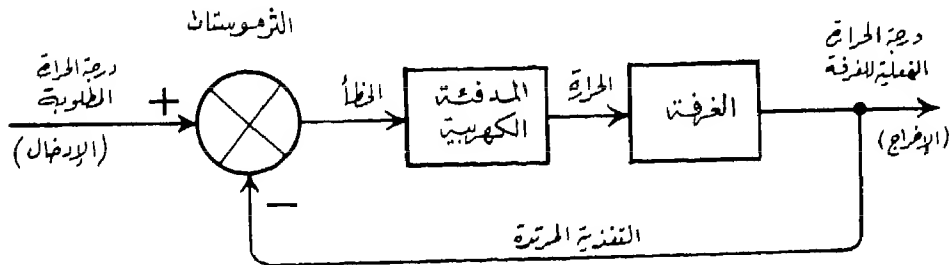 الثرموستات
درجة الحرارة
المطلوبة
+
(الإدخال)
الخطأ
المدفئة
الكهربية
الحرارة
الغرفة
درجة الحرارة
الفعلية للغرفة
(الإخراج)
−
التغذية المرتدة